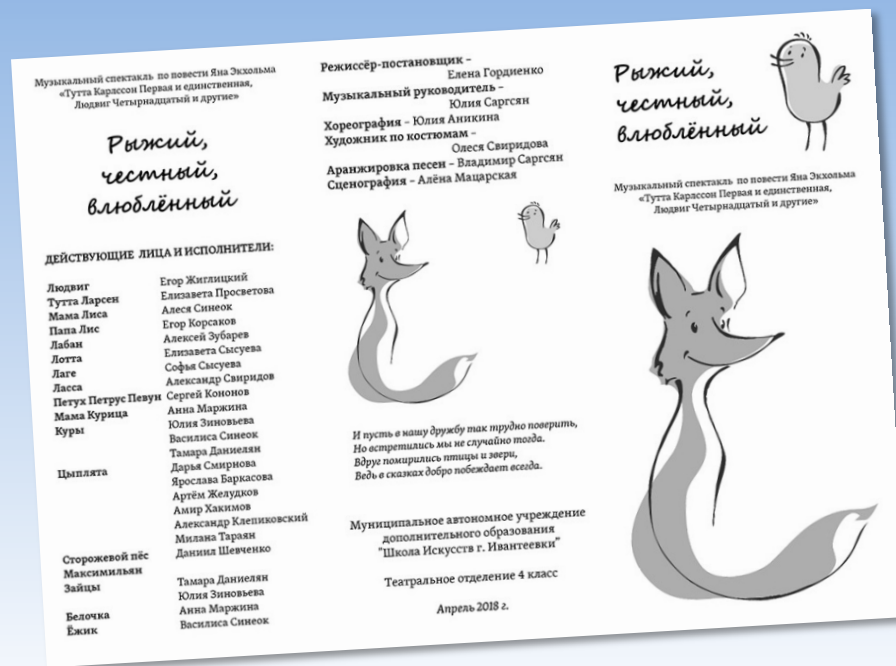 Музыкальный спектакль по повести Яна Экхольма
«Тутта Карлссон Первая и единственная,
Людвиг Четырнадцатый и другие»
Рыжий,
честный,
влюблённый
ДЕЙСТВУЮЩИЕ ЛИЦА И ИСПОЛНИТЕЛИ:
Людвиг Егор Жиглицкий
Тутта Ларсен Елизавета Просветова
Мама Лиса Алеся Синеок
Папа Лис Егор Корсаков
Лабан Алексей Зубарев
Лотта Елизавета Сысуева
Лаге Софья Сысуева
Ласса Александр Свиридов
Петух Петрус Певун Сергей Кононов
Мама Курица Анна Маржина
Куры Юлия Зиновьева
Василиса Синеок
Тамара Даниелян
Цыплята Дарья Смирнова
Ярослава Баркасова
Артём Желудков
Амир Хакимов
Александр Клепиковский
Милана Тараян
Сторожевой пёс Даниил Шевченко
Максимильян
Зайцы Тамара Даниелян
Юлия Зиновьева
Белочка Анна Маржина
Ёжик Василиса Синеок
Режиссёр-постановщик –
Елена Гордиенко
Музыкальный руководитель –
Юлия Саргсян
Хореография – Юлия Аникина
Художник по костюмам –
Олеся Свиридова
Аранжировка песен – Владимир Саргсян
Сценография – Алёна Мацарская
И пусть в нашу дружбу так трудно поверить,
Но встретились мы не случайно тогда.
Вдруг помирились птицы и звери,
Ведь в сказках добро побеждает всегда.
Муниципальное автономное учреждение
дополнительного образования
"Школа Искусств г. Ивантеевки"
Театральное отделение 4 класс
Апрель 2018 г.
Рыжий,
честный,
влюблённый
Музыкальный спектакль по повести Яна Экхольма
«Тутта Карлссон Первая и единственная,
Людвиг Четырнадцатый и другие»